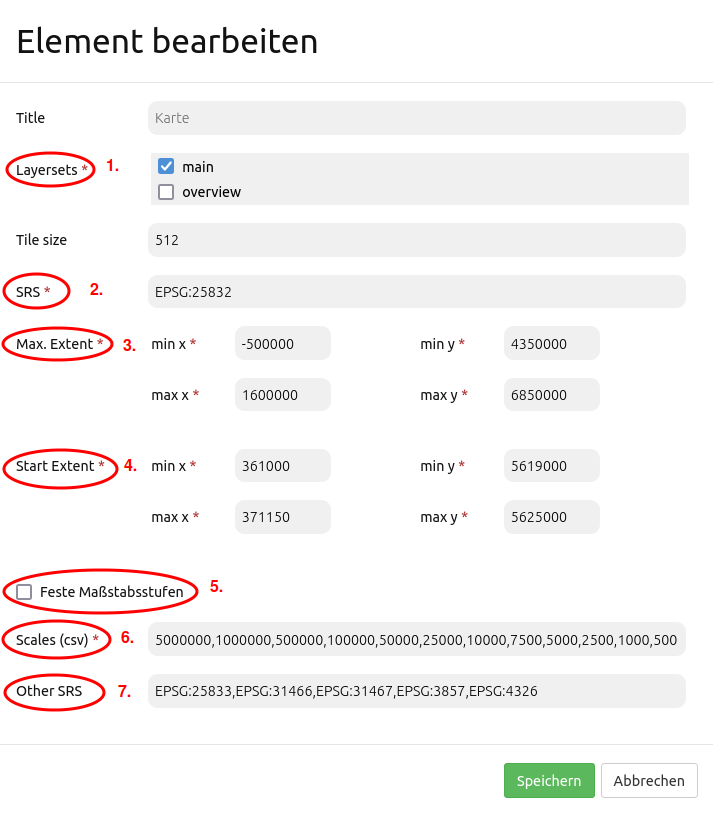 Element bearbeiten
Title Karte
Layersets * 1. main
overview
Tile size 512
SRS * 2. EPSG:25832
Max. Extent * 3. min x * -500000 min y * 4350000
max x * 1600000 max y * 6850000
Start Extent * 4. min x * 361000 min y * 5619000
max x * 371150 max y * 5625000
Feste Maßstabsstufen 5.
Scales (csv) * 6. 5000000,1000000,500000,100000,50000,25000,10000,7500,5000,2500,1000,500
Other SRS 7. EPSG:25833,EPSG:31466,EPSG:31467,EPSG:3857,EPSG:4326
Speichern Abbrechen